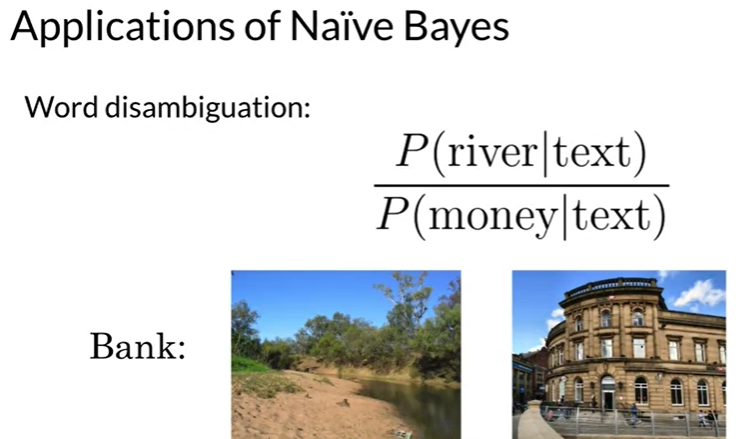 Applications of Naïve Bayes
Word disambiguation:
P(river|text)
P(money|text)
Bank: